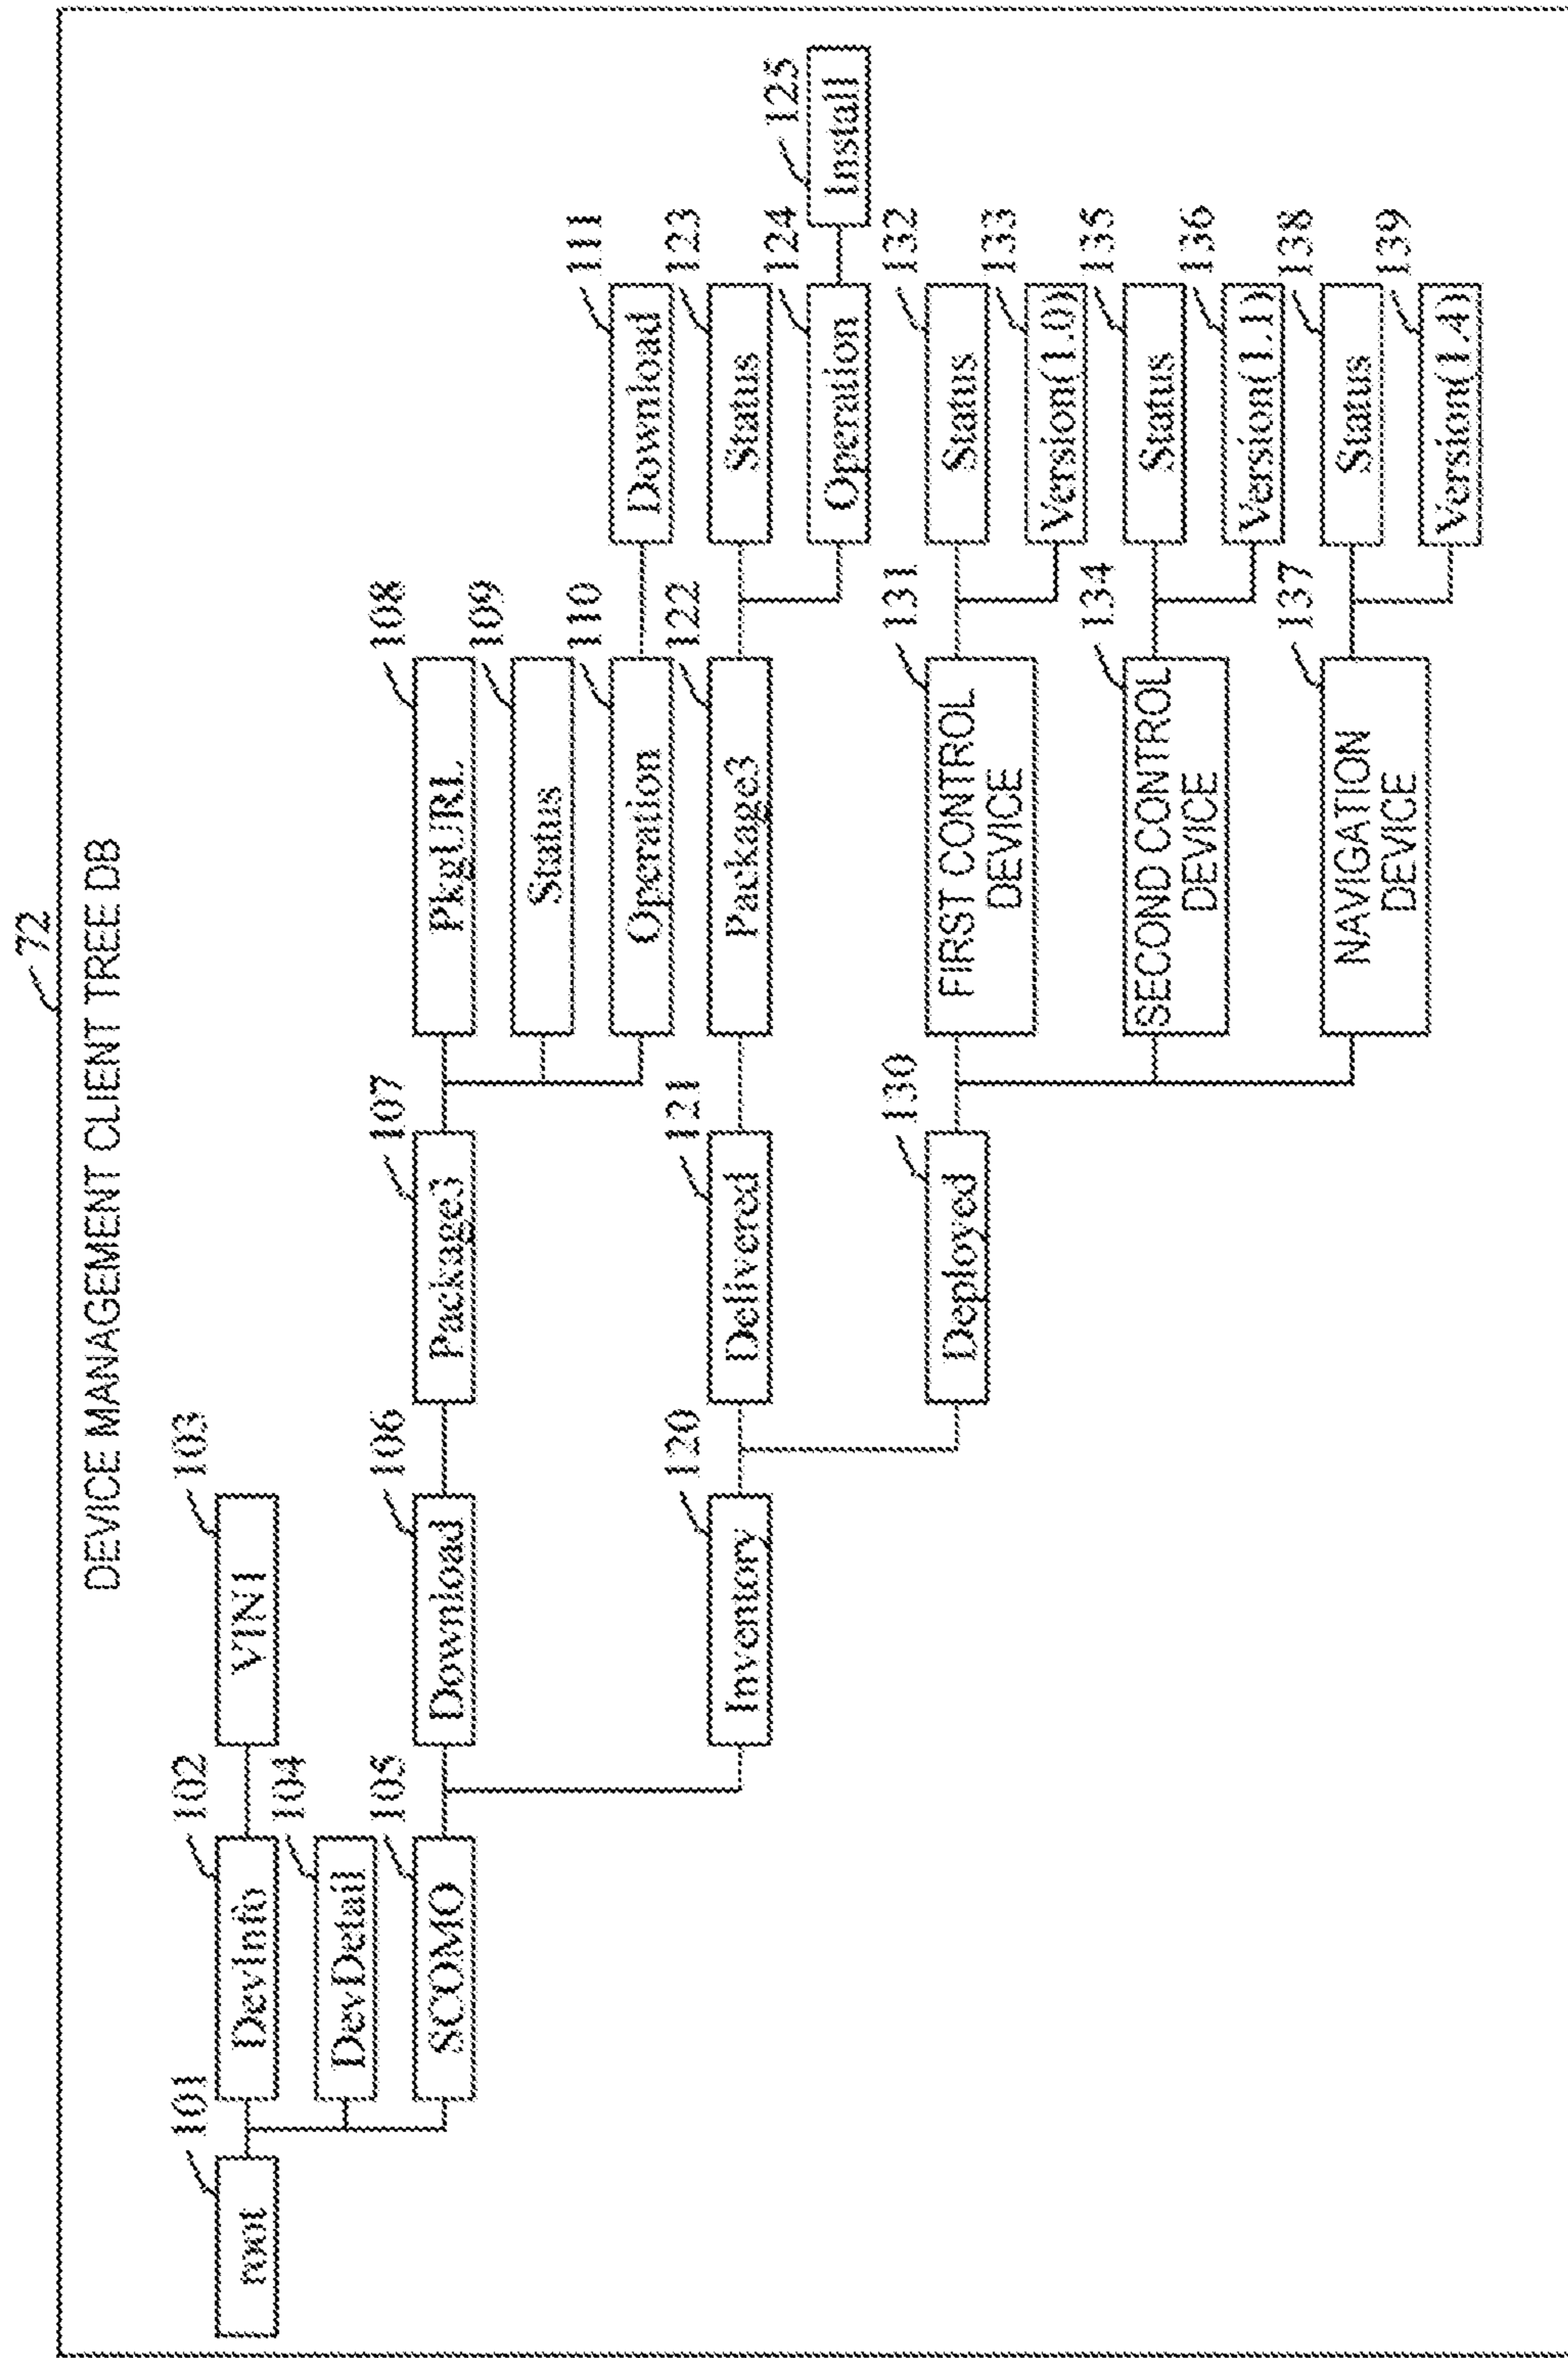 72
DEVICE MANAGEMENT CLIENT TREE DB
101
root
102
DevInfo
103
VIN1
104
DevDetail
105
SCOMO
106
Download
107
Package3
108
PkgURL
109
Status
110
Operation
111
Download
120
Inventory
121
Delivered
122
Package3
123
Status
124
Operation
125
Install
130
Deployed
131
FIRST CONTROL
DEVICE
132
Status
133
Version(1.0)
134
SECOND CONTROL
DEVICE
135
Status
136
Version(1.1)
137
NAVIGATION
DEVICE
138
Status
139
Version(1.4)